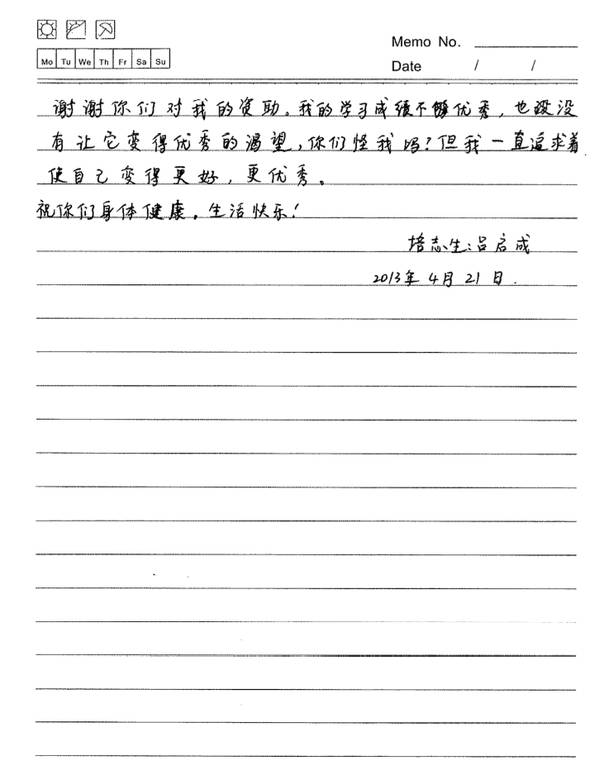 Memo No.
Mo Tu We Th Fr Sa Su
Date / /
谢谢你们对我的资助。我的学习成绩不够优秀，也没
有让它变得优秀的渴望，你们怪我吗？但我一直追求着
使自己变得更好，更优秀。
祝你们身体健康。生活快乐！
培志生：吕启成
2013年4月21日.